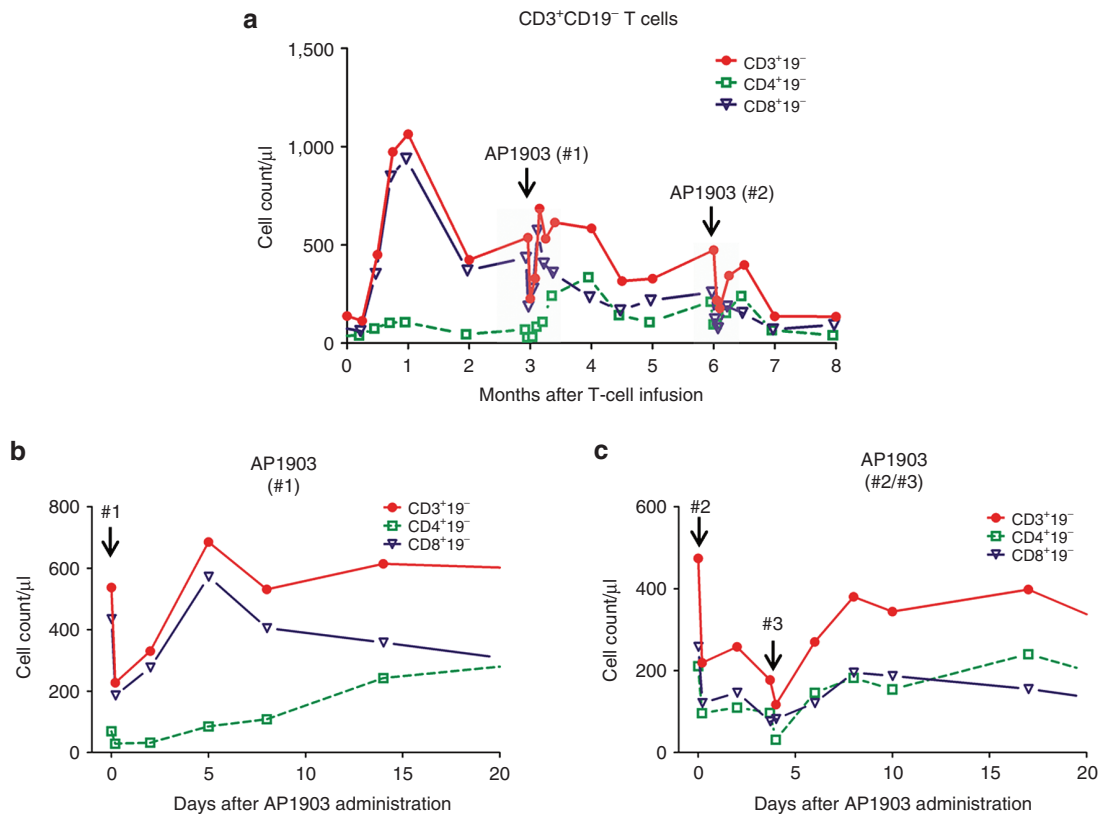 a
CD3⁺CD19⁻ T cells
1,500
1,000
500
0
Cell count/µl
CD3⁺19⁻
CD4⁺19⁻
CD8⁺19⁻
AP1903 (#1)
AP1903 (#2)
0 1 2 3 4 5 6 7 8
Months after T-cell infusion
b
AP1903
(#1)
800
600
400
200
0
Cell count/µl
#1
CD3⁺19⁻
CD4⁺19⁻
CD8⁺19⁻
0 5 10 15 20
Days after AP1903 administration
c
AP1903
(#2/#3)
600
400
200
0
Cell count/µl
#2
#3
CD3⁺19⁻
CD4⁺19⁻
CD8⁺19⁻
0 5 10 15 20
Days after AP1903 administration